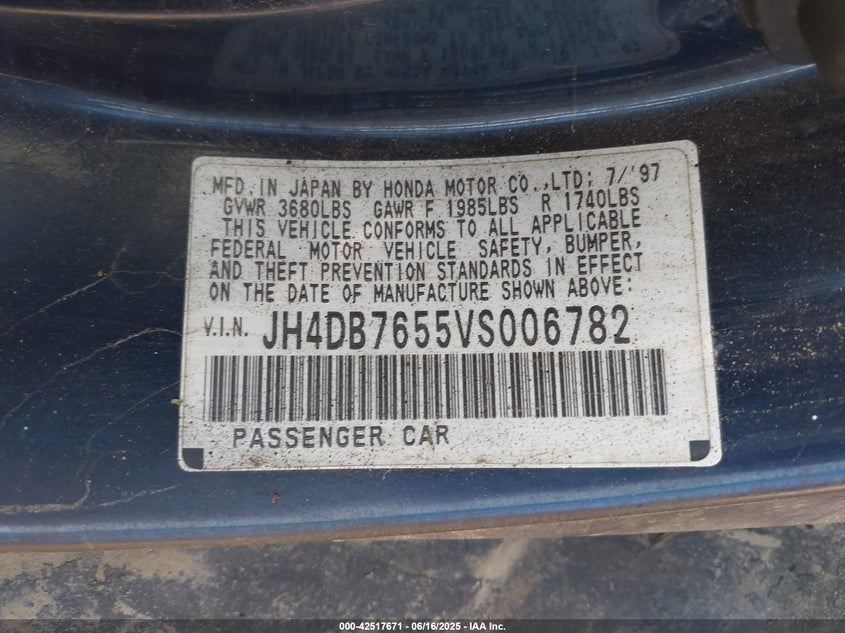 MFD. IN JAPAN BY HONDA MOTOR CO.,LTD; 7/'97
GVWR 3680LBS GAWR F 1985LBS R 1740LBS
THIS VEHICLE CONFORMS TO ALL APPLICABLE
FEDERAL MOTOR VEHICLE SAFETY, BUMPER,
AND THEFT PREVENTION STANDARDS IN EFFECT
ON THE DATE OF MANUFACTURE SHOWN ABOVE:
V.I.N. JH4DB7655VS006782
PASSENGER CAR
000-42517671 - 06/16/2025 - IAA Inc.